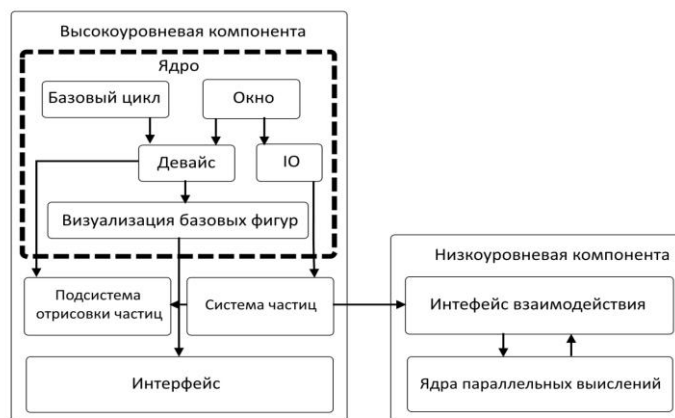 Высокоуровневая компонента
Ядро
Базовый цикл
Окно
Девайс
IO
Визуализация базовых фигур
Низкоуровневая компонента
Подсистема
отрисовки частиц
Система частиц
Интефейс взаимодействия
Интерфейс
Ядра параллельных выислений